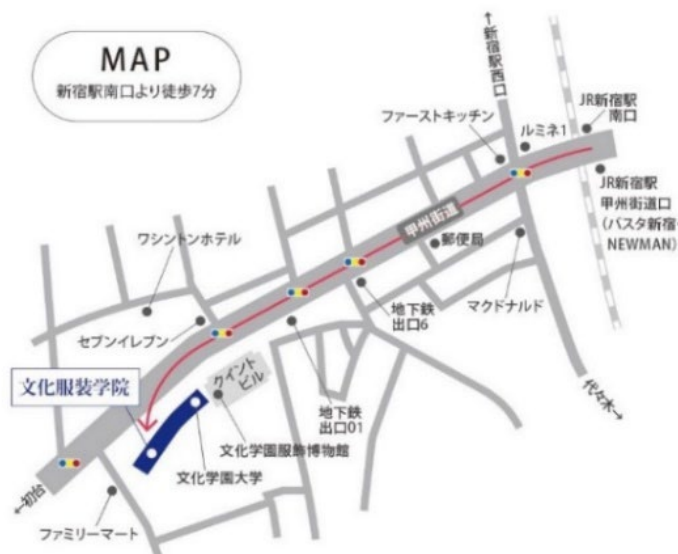 MAP
新宿駅南口より徒歩7分
←新宿駅西口
ファーストキッチン
ルミネ1
JR新宿駅
南口
JR新宿駅
甲州街道口
(バスタ新宿・
NEWMAN)
甲州街道
郵便局
マクドナルド
ワシントンホテル
セブンイレブン
地下鉄
出口6
地下鉄
出口01
クイント
ビル
文化服装学院
文化学園服飾博物館
文化学園大学
代々木→
←初台
ファミリーマート